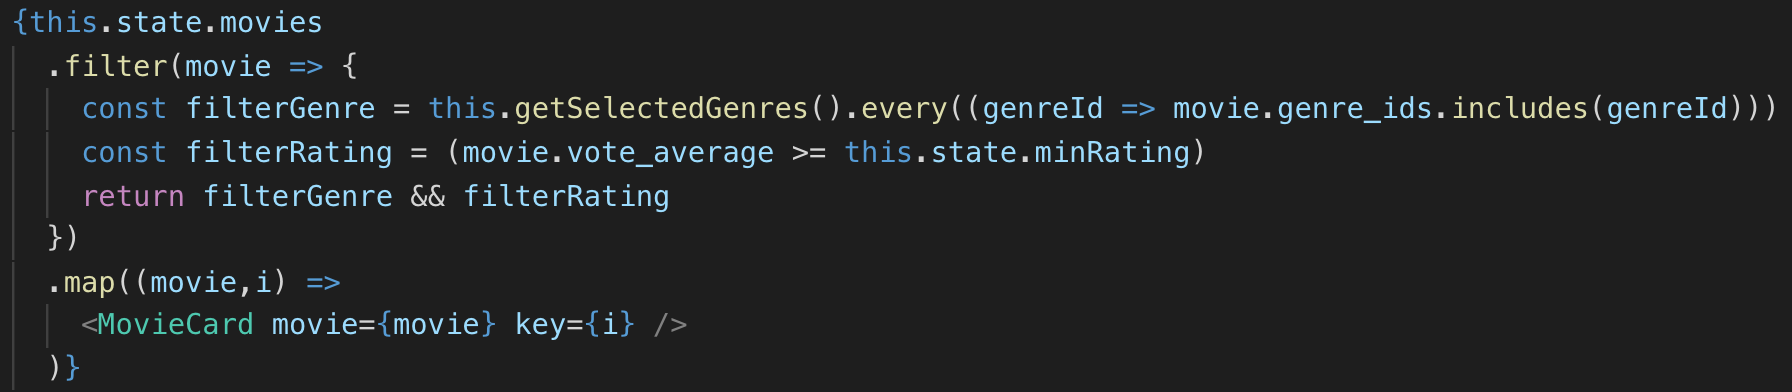 {this.state.movies
.filter(movie => {
const filterGenre = this.getSelectedGenres().every((genreId => movie.genre_ids.includes(genreId)))
const filterRating = (movie.vote_average >= this.state.minRating)
return filterGenre && filterRating
})
.map((movie,i) =>
<MovieCard movie={movie} key={i} />
)}